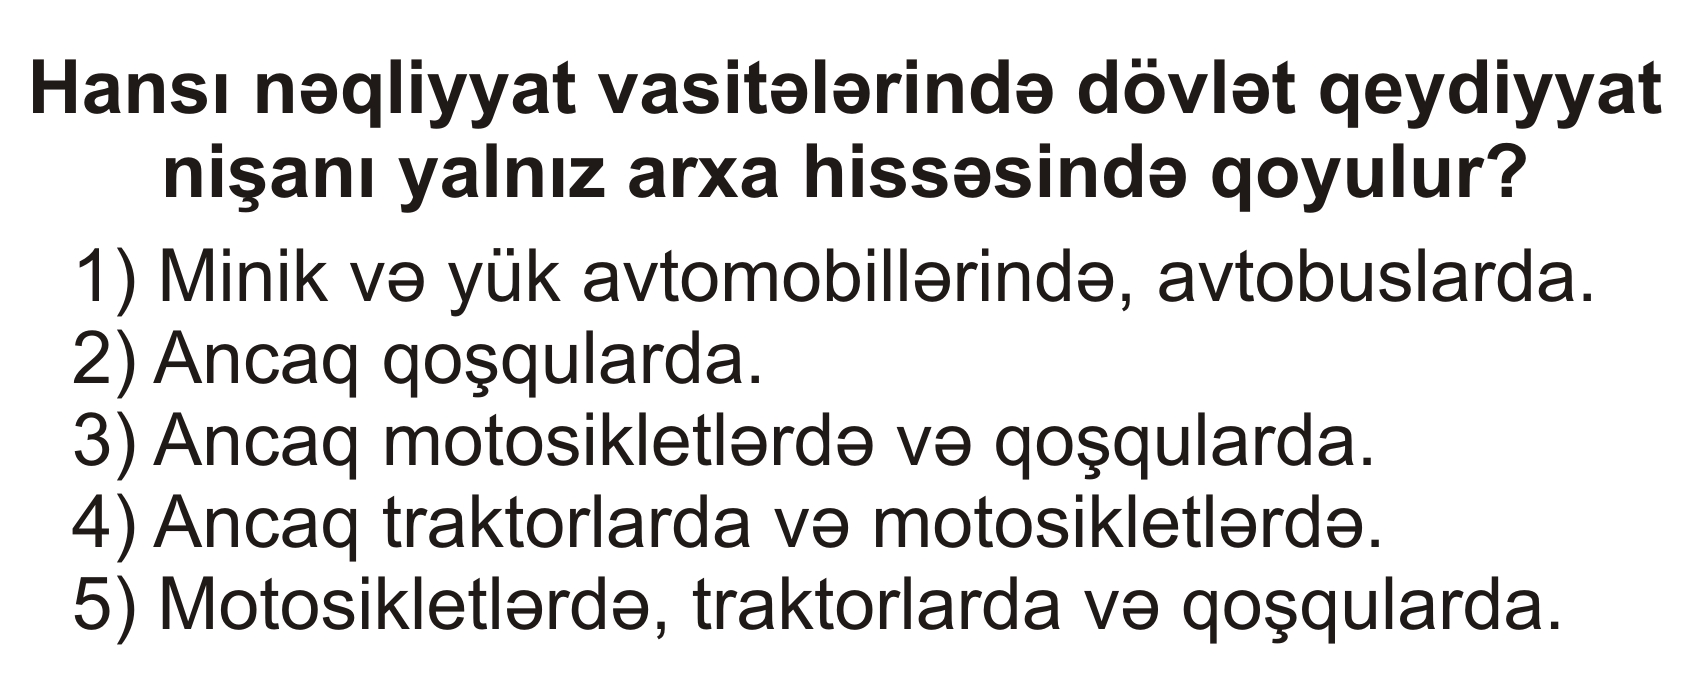 Hansı nəqliyyat vasitələrində dövlət qeydiyyat
nişanı yalnız arxa hissəsində qoyulur?
1) Minik və yük avtomobillərində, avtobuslarda.
2) Ancaq qoşqularda.
3) Ancaq motosikletlərdə və qoşqularda.
4) Ancaq traktorlarda və motosikletlərdə.
5) Motosikletlərdə, traktorlarda və qoşqularda.